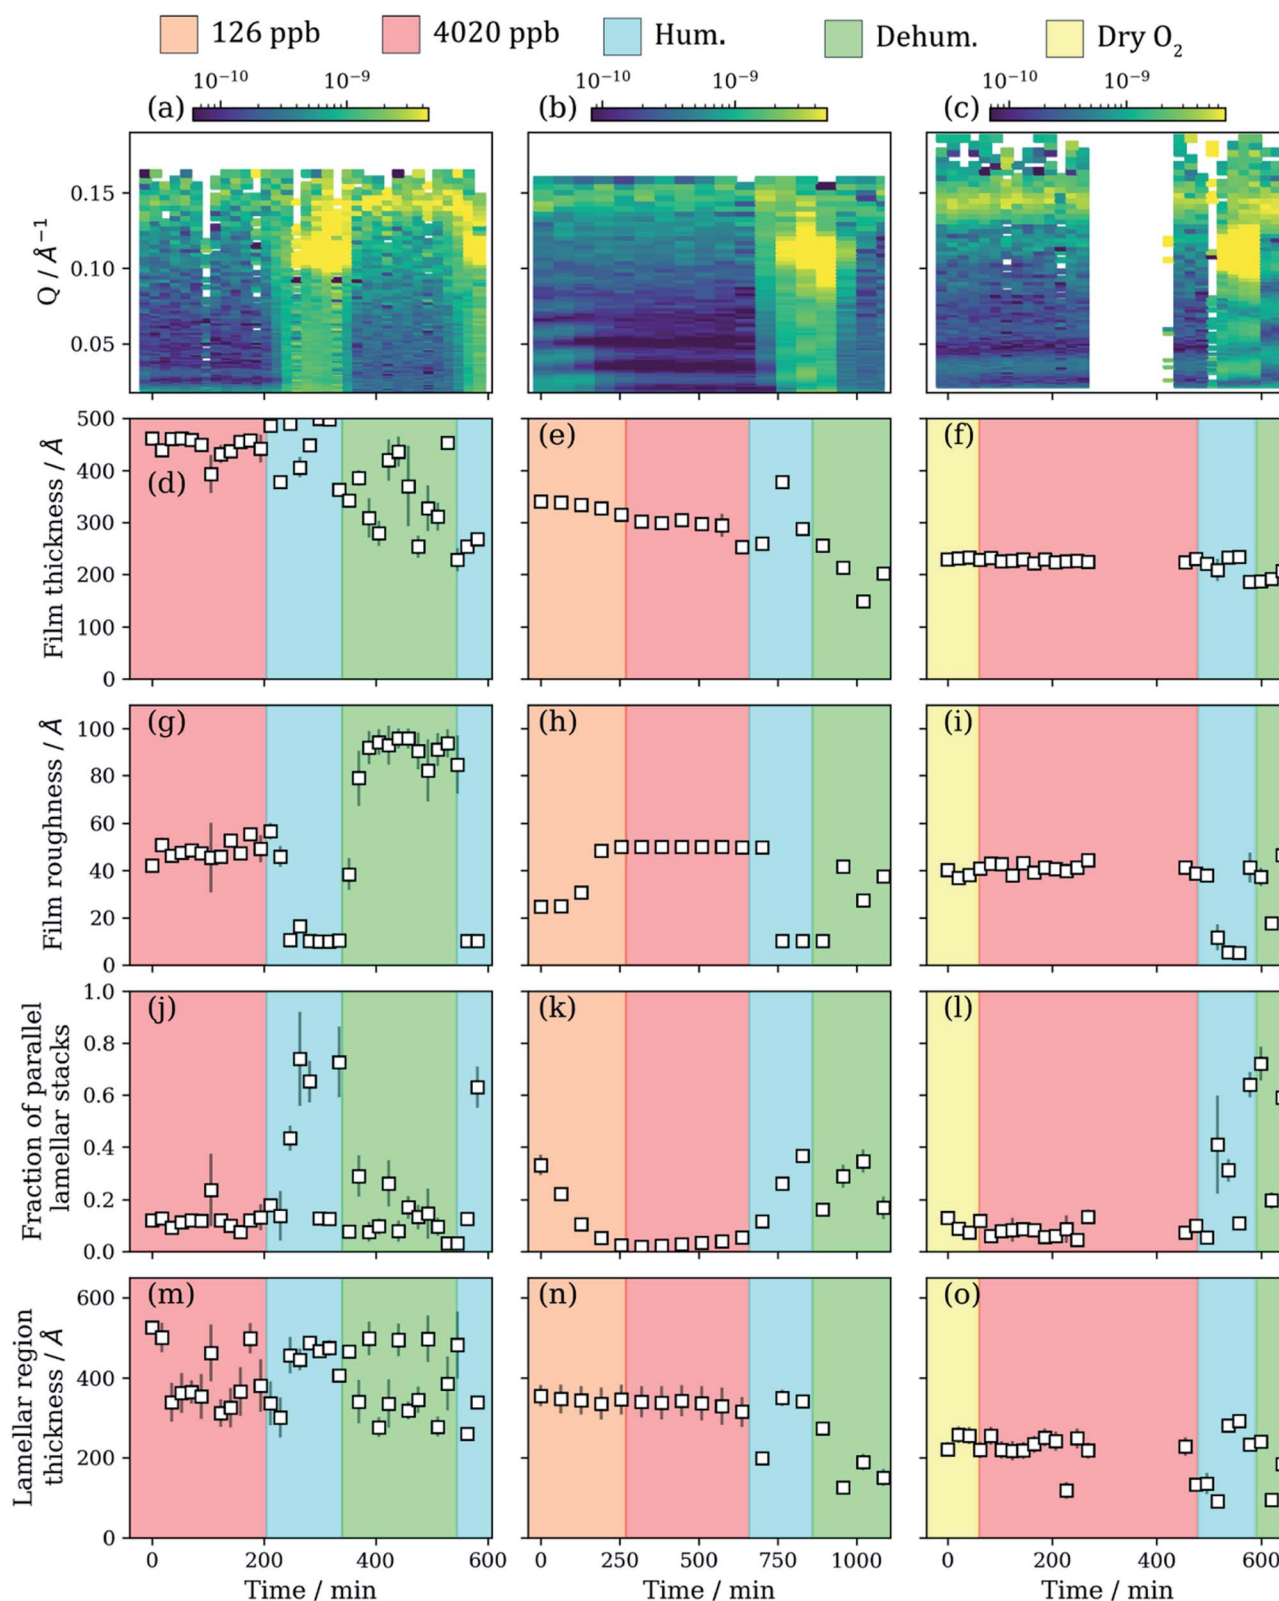 126 ppb 4020 ppb Hum. Dehum. Dry O₂
10⁻¹⁰ 10⁻⁹ 10⁻¹⁰ 10⁻⁹ 10⁻¹⁰ 10⁻⁹
(a) (b) (c)
Q / Å⁻¹
0.15
0.10
0.05
Film thickness / Å
500
400
300
200
100
0
(d) (e) (f)
Film roughness / Å
100
80
60
40
20
0
(g) (h) (i)
Fraction of parallel
lamellar stacks
1.0
0.8
0.6
0.4
0.2
0.0
(j) (k) (l)
Lamellar region
thickness / Å
600
400
200
0
(m) (n) (o)
0 200 400 600 0 250 500 750 1000 0 200 400 600
Time / min Time / min Time / min